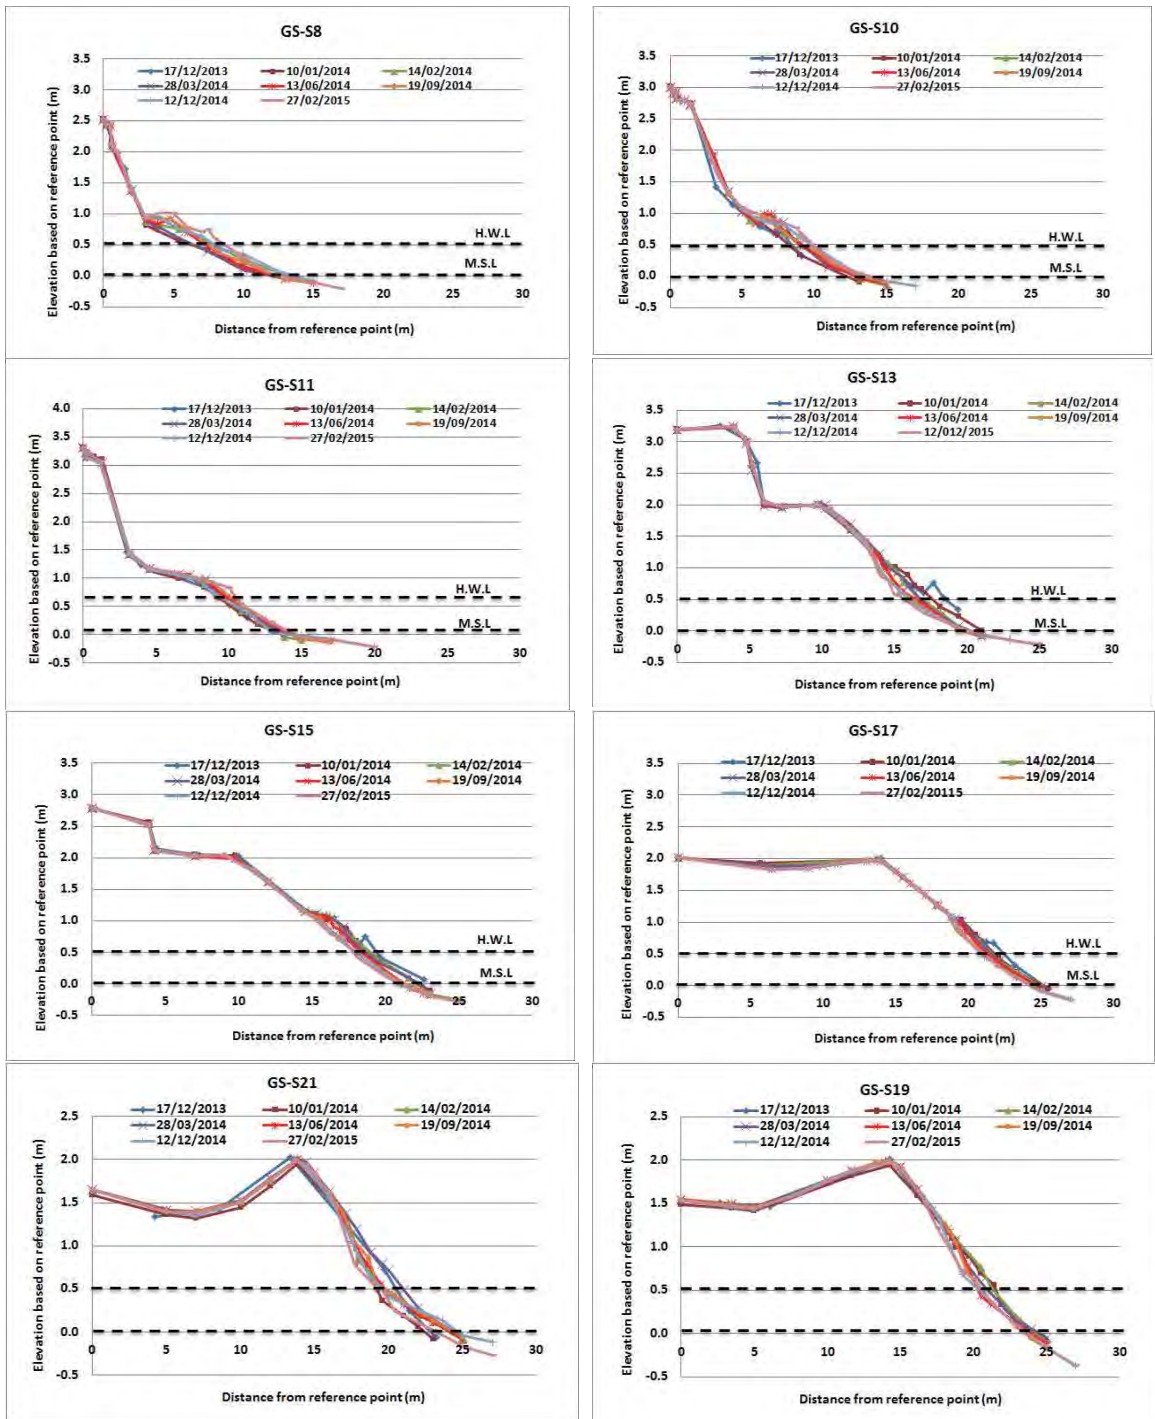 GS-S8
3.5
17/12/2013 10/01/2014 14/02/2014
28/03/2014 13/06/2014 19/09/2014
12/12/2014 27/02/2015
3.0
2.5
2.0
1.5
1.0
H.W.L
0.5
M.S.L
0.0
0 5 10 15 20 25 30
-0.5
Distance from reference point (m)
Elevation based on reference point (m)
GS-S10
3.5
17/12/2013 10/01/2014 14/02/2014
28/03/2014 13/06/2014 19/09/2014
12/12/2014 27/02/2015
3.0
2.5
2.0
1.5
1.0
H.W.L
0.5
M.S.L
0.0
0 5 10 15 20 25 30
-0.5
Distance from reference point (m)
Elevation based on reference point (m)
GS-S11
4.0
17/12/2013 10/01/2014 14/02/2014
28/03/2014 13/06/2014 19/09/2014
12/12/2014 27/02/2015
3.5
3.0
2.5
2.0
1.5
1.0
H.W.L
0.5
M.S.L
0.0
0 5 10 15 20 25 30
-0.5
Distance from reference point (m)
Elevation based on reference point (m)
GS-S13
17/12/2013 10/01/2014 14/02/2014
28/03/2014 13/06/2014 19/09/2014
12/12/2014 12/012/2015
3.5
3.0
2.5
2.0
1.5
1.0
H.W.L
0.5
M.S.L
0.0
0 5 10 15 20 25 30
-0.5
Distance from reference point (m)
Elevation based on reference point (m)
GS-S15
3.5
17/12/2013 10/01/2014 14/02/2014
28/03/2014 13/06/2014 19/09/2014
12/12/2014 27/02/2015
3.0
2.5
2.0
1.5
1.0
H.W.L
0.5
M.S.L
0.0
0 5 10 15 20 25 30
-0.5
Distance from reference point (m)
Elevation based on reference point (m)
GS-S17
3.5
17/12/2013 10/01/2014 14/02/2014
28/03/2014 13/06/2014 19/09/2014
12/12/2014 27/02/20115
3.0
2.5
2.0
1.5
1.0
H.W.L
0.5
M.S.L
0.0
0 5 10 15 20 25 30
-0.5
Distance from reference point (m)
Elevation based on reference point (m)
GS-S21
2.5
17/12/2013 10/01/2014 14/02/2014
28/03/2014 13/06/2014 19/09/2014
12/12/2014 27/02/2015
2.0
1.5
1.0
0.5
0.0
0 5 10 15 20 25 30
-0.5
Distance from reference point (m)
Elevation based on reference point (m)
GS-S19
2.5
17/12/2013 10/01/2014 14/02/2014
28/03/2014 13/06/2014 19/09/2014
12/12/2014 27/02/2015
2.0
1.5
1.0
0.5
0.0
0 5 10 15 20 25 30
-0.5
Distance from reference point (m)
Elevation based on reference point (m)